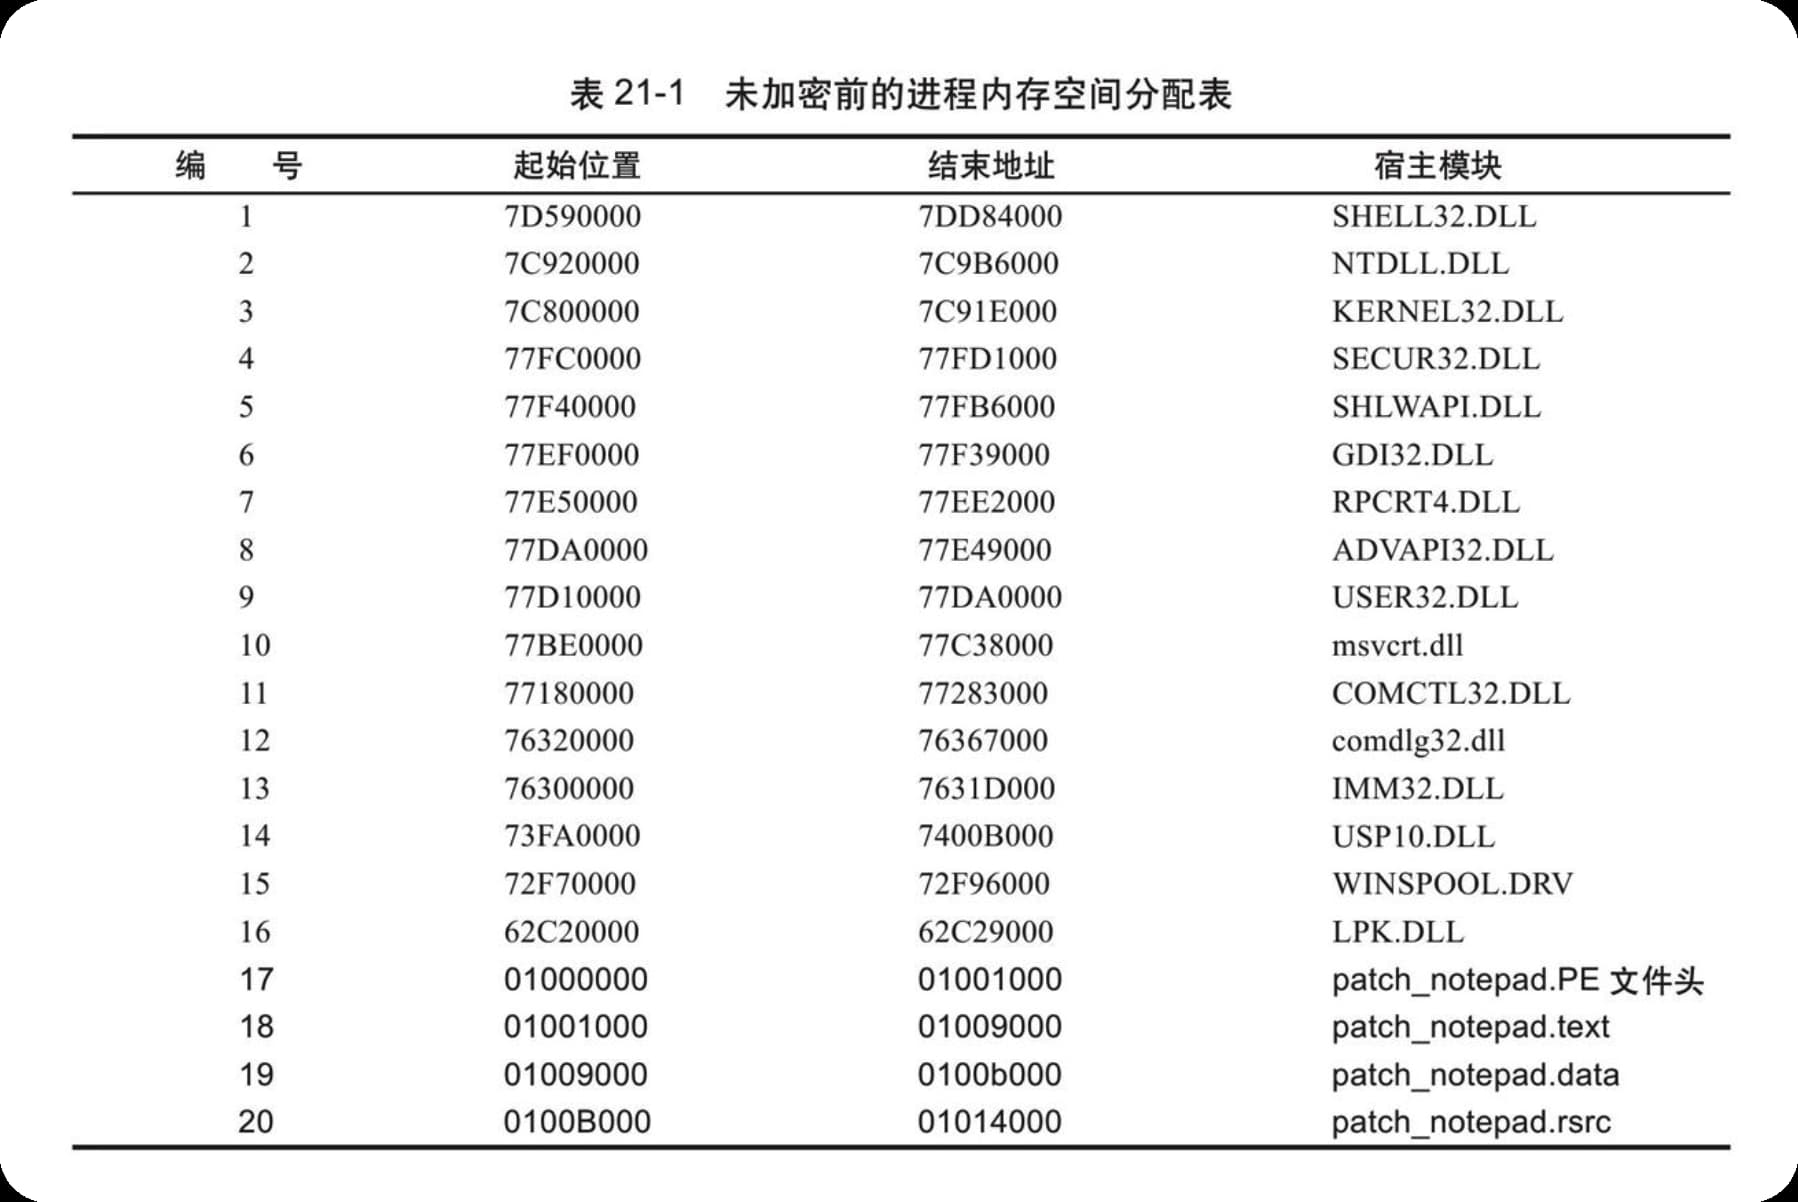 表 21-1 未加密前的进程内存空间分配表
编 号 起始位置 结束地址 宿主模块
1 7D590000 7DD84000 SHELL32.DLL
2 7C920000 7C9B6000 NTDLL.DLL
3 7C800000 7C91E000 KERNEL32.DLL
4 77FC0000 77FD1000 SECUR32.DLL
5 77F40000 77FB6000 SHLWAPI.DLL
6 77EF0000 77F39000 GDI32.DLL
7 77E50000 77EE2000 RPCRT4.DLL
8 77DA0000 77E49000 ADVAPI32.DLL
9 77D10000 77DA0000 USER32.DLL
10 77BE0000 77C38000 msvcrt.dll
11 77180000 77283000 COMCTL32.DLL
12 76320000 76367000 comdlg32.dll
13 76300000 7631D000 IMM32.DLL
14 73FA0000 7400B000 USP10.DLL
15 72F70000 72F96000 WINSPOOL.DRV
16 62C20000 62C29000 LPK.DLL
17 01000000 01001000 patch_notepad.PE 文件头
18 01001000 01009000 patch_notepad.text
19 01009000 0100b000 patch_notepad.data
20 0100B000 01014000 patch_notepad.rsrc